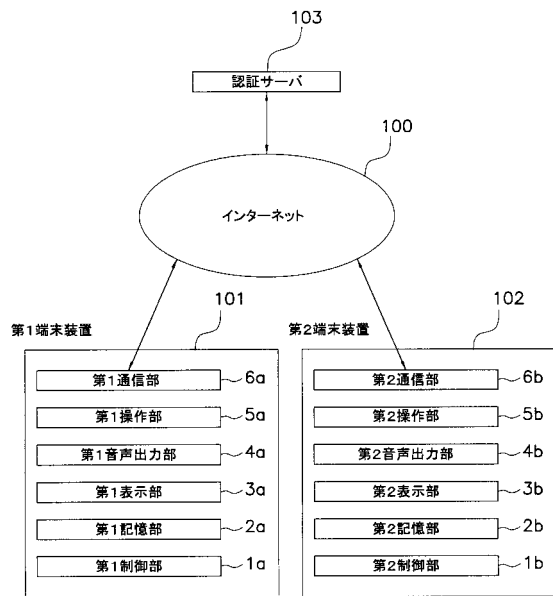 103
認証サーバ
100
インターネット
第1端末装置
101
第1通信部 6a
第1操作部 5a
第1音声出力部 4a
第1表示部 3a
第1記憶部 2a
第1制御部 1a
第2端末装置
102
第2通信部 6b
第2操作部 5b
第2音声出力部 4b
第2表示部 3b
第2記憶部 2b
第2制御部 1b